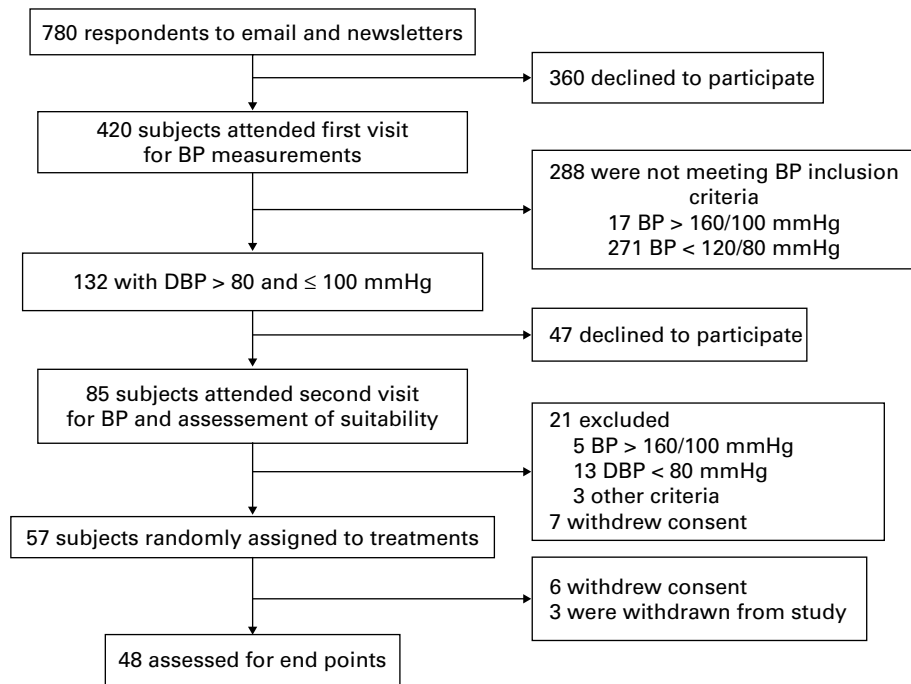 780 respondents to email and newsletters
360 declined to participate
420 subjects attended first visit
for BP measurements
288 were not meeting BP inclusion
criteria
17 BP > 160/100 mmHg
271 BP < 120/80 mmHg
132 with DBP > 80 and ≤ 100 mmHg
47 declined to participate
85 subjects attended second visit
for BP and assessement of suitability
21 excluded
5 BP > 160/100 mmHg
13 DBP < 80 mmHg
3 other criteria
7 withdrew consent
57 subjects randomly assigned to treatments
6 withdrew consent
3 were withdrawn from study
48 assessed for end points